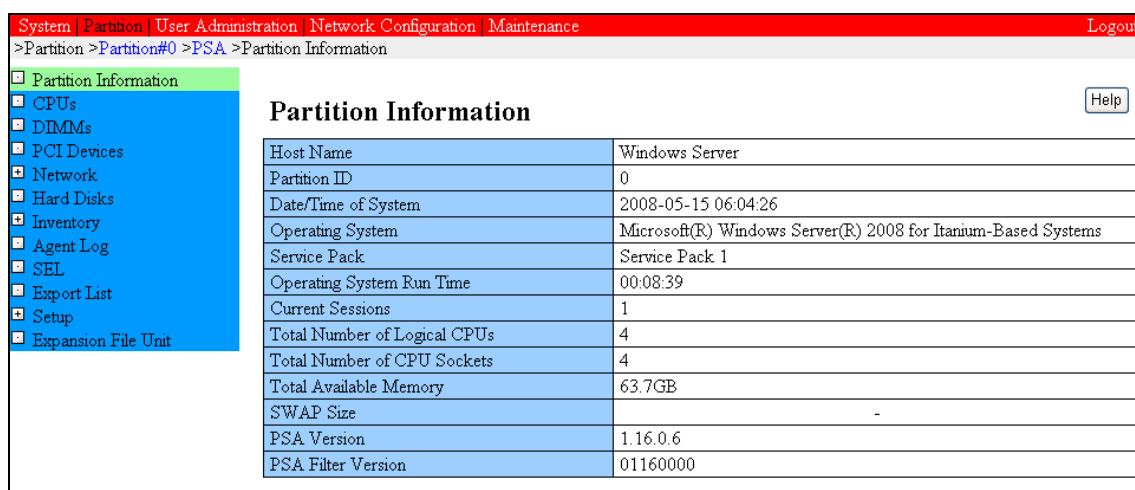 System | Partition | User Administration | Network Configuration | Maintenance Logout
>Partition >Partition#0 >PSA >Partition Information
Partition Information
CPUs
DIMMs
PCI Devices
Network
Hard Disks
Inventory
Agent Log
SEL
Export List
Setup
Expansion File Unit
Partition Information
Help
Host Name Windows Server
Partition ID 0
Date/Time of System 2008-05-15 06:04:26
Operating System Microsoft(R) Windows Server(R) 2008 for Itanium-Based Systems
Service Pack Service Pack 1
Operating System Run Time 00:08:39
Current Sessions 1
Total Number of Logical CPUs 4
Total Number of CPU Sockets 4
Total Available Memory 63.7GB
SWAP Size -
PSA Version 1.16.0.6
PSA Filter Version 01160000